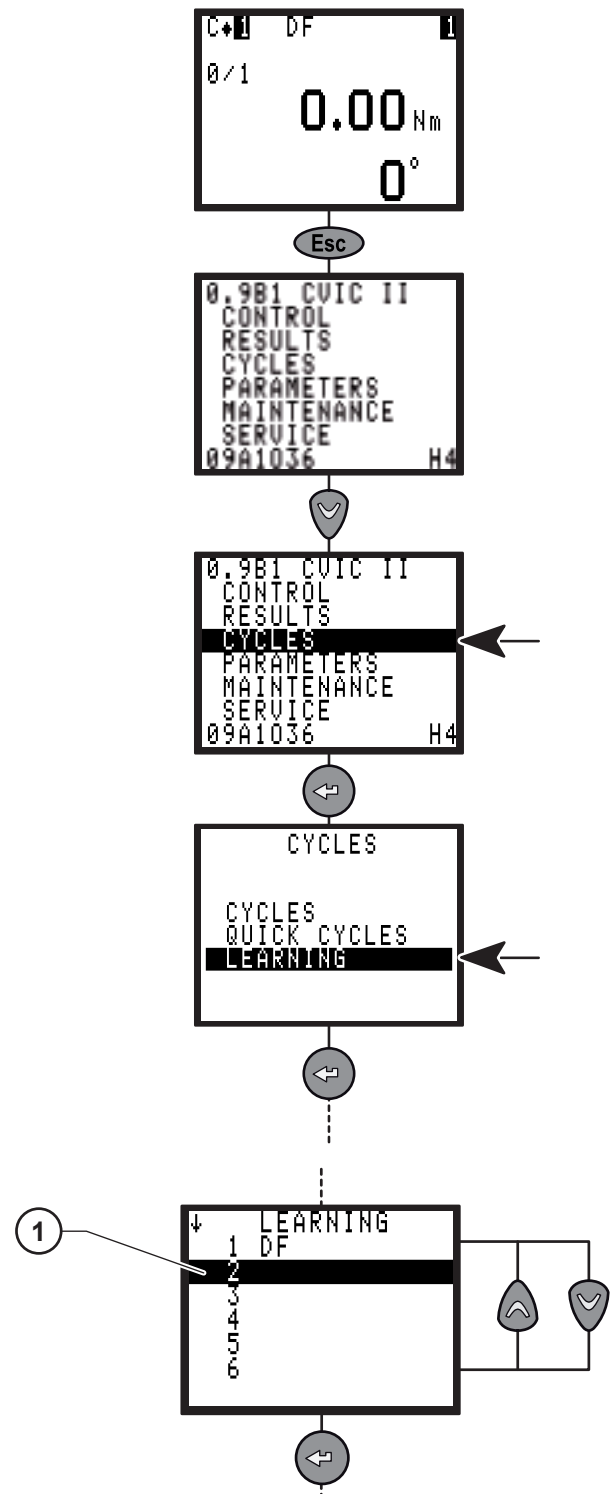 C♦1 DF 1
0/1
0.00 Nm
0°
Esc
0.9B1 CVIC II
CONTROL
RESULTS
CYCLES
PARAMETERS
MAINTENANCE
SERVICE
09A1036 H4
0.9B1 CVIC II
CONTROL
RESULTS
CYCLES
PARAMETERS
MAINTENANCE
SERVICE
09A1036 H4
CYCLES
CYCLES
QUICK CYCLES
LEARNING
1
↓ LEARNING
1 DF
2
3
4
5
6